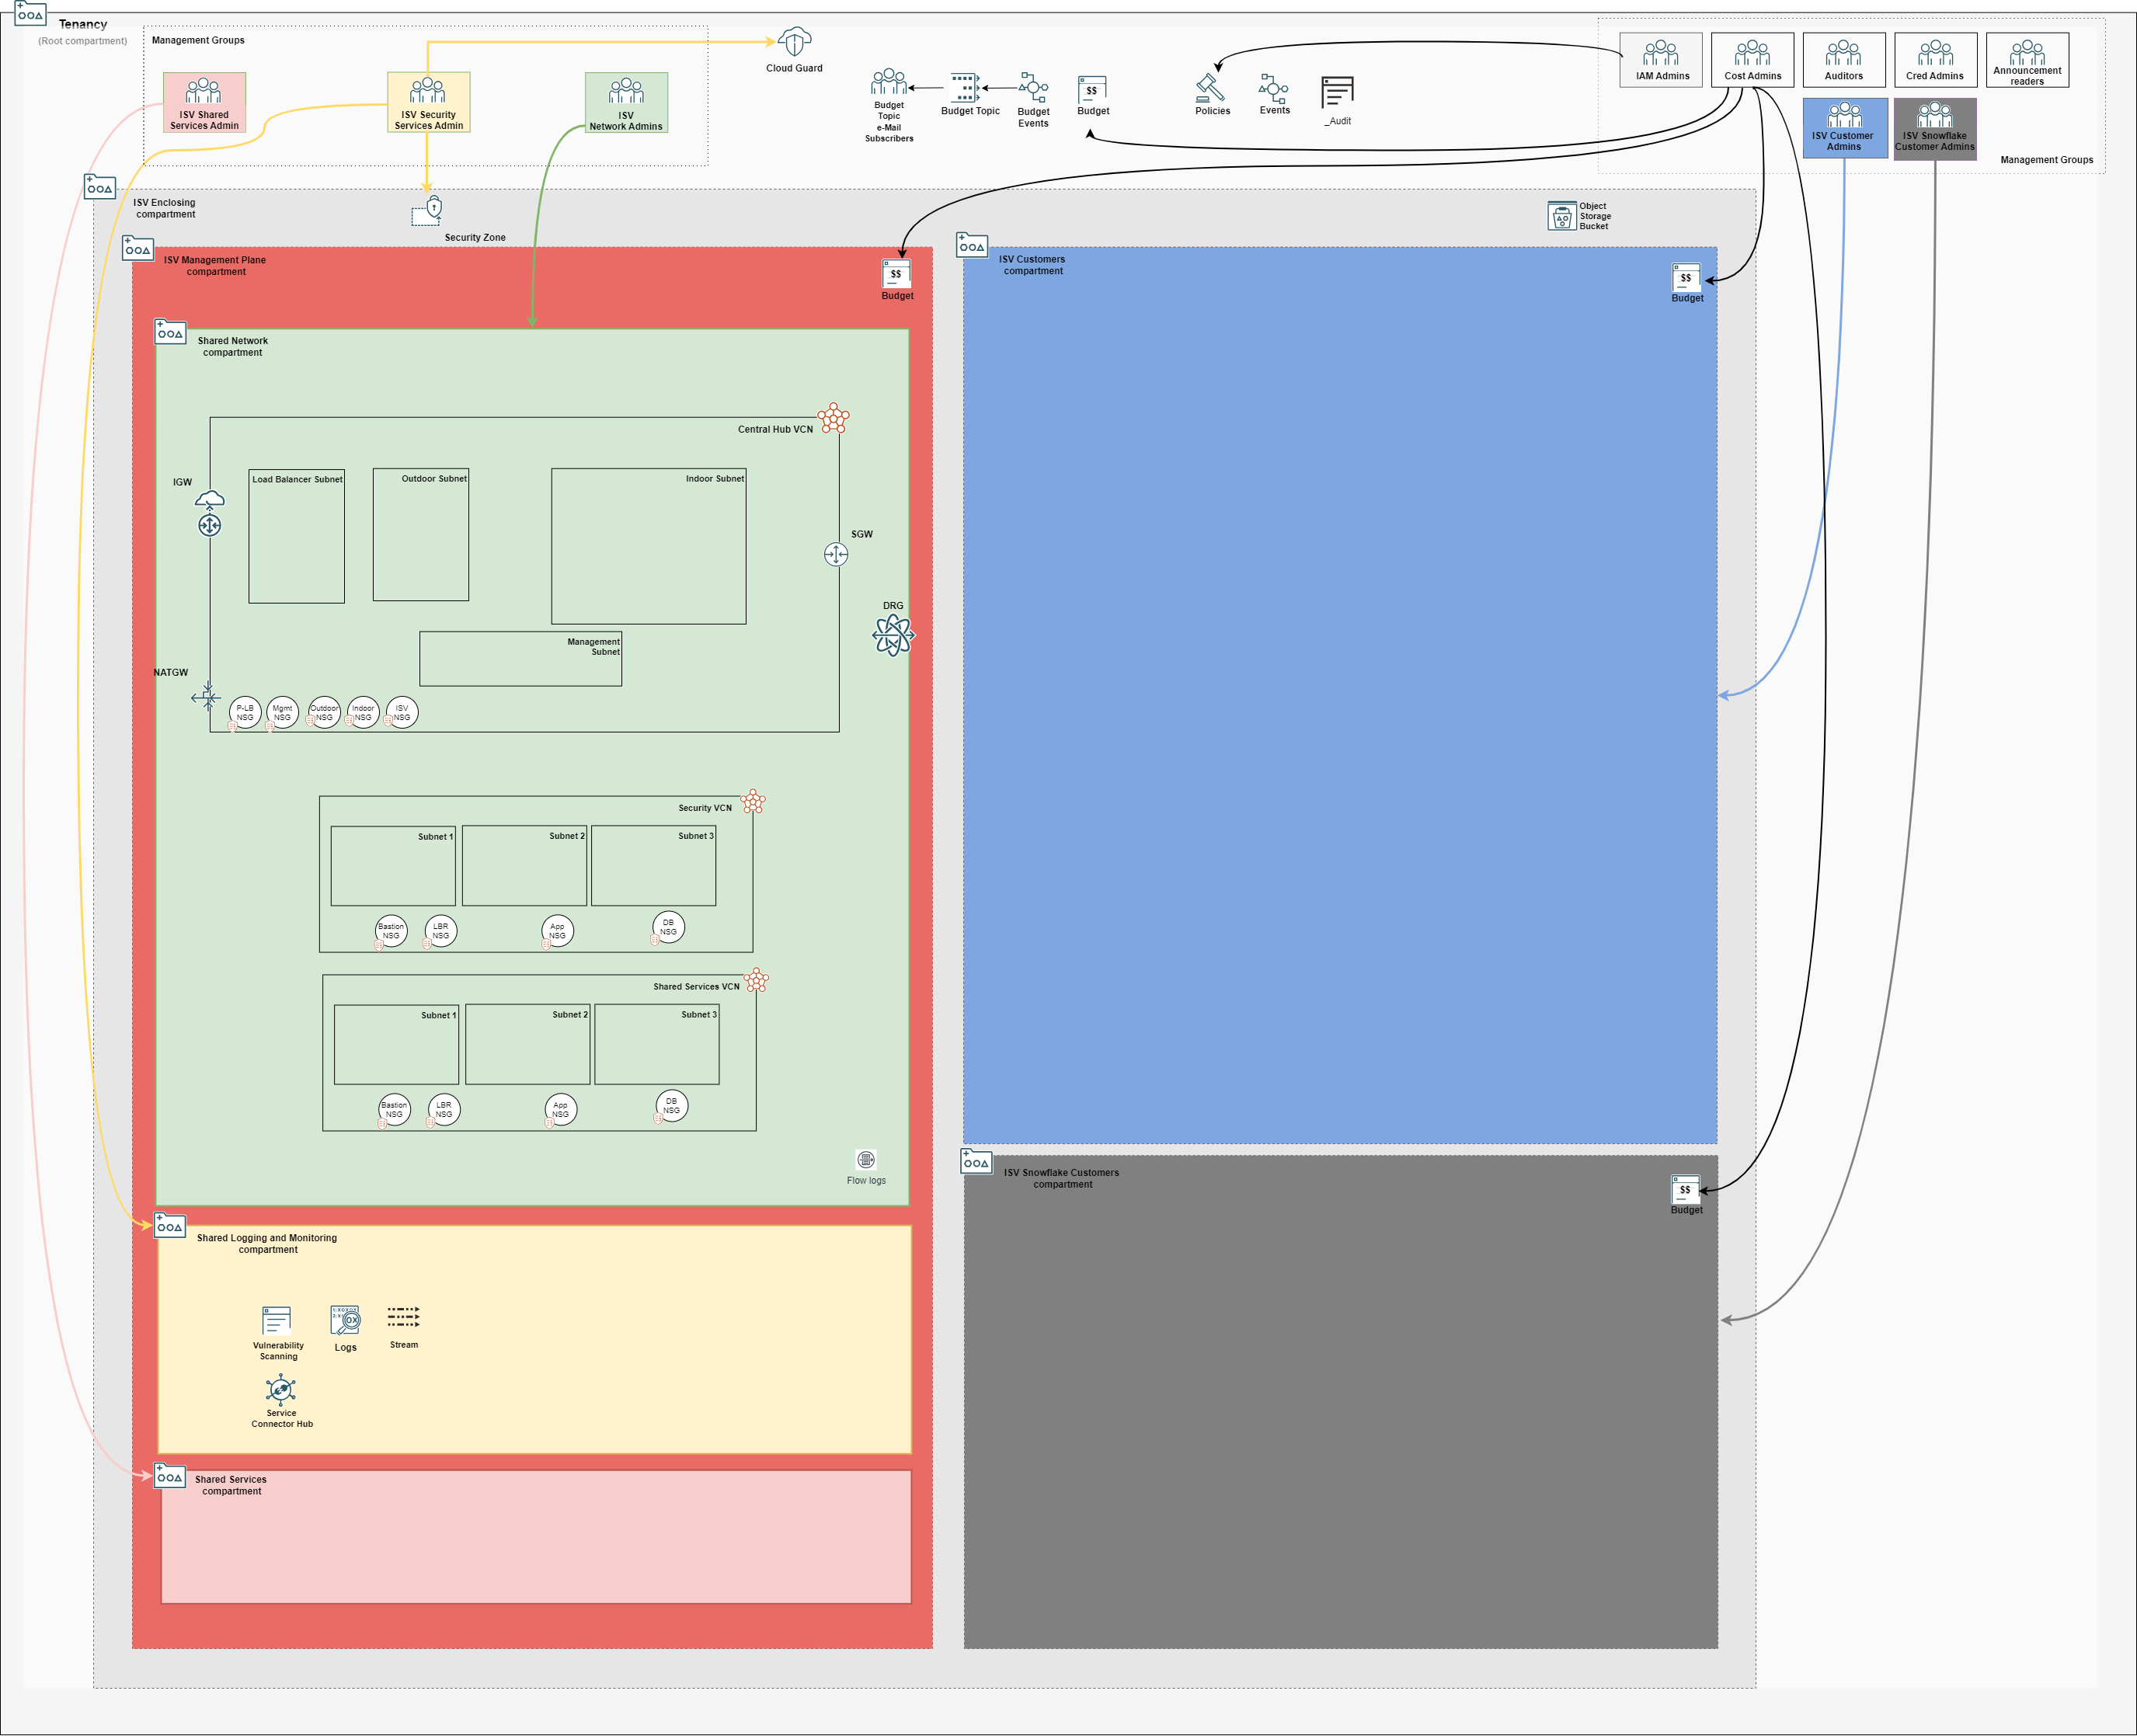 Tenancy
(Root compartment)
Management Groups
ISV Shared
Services Admin
ISV Security
Services Admin
ISV
Network Admins
Cloud Guard
Budget
Topic
e-Mail
Subscribers
Budget Topic
Budget
Events
$$
Budget
Policies
Events
_Audit
IAM Admins
Cost Admins
Auditors
Cred Admins
Announcement
readers
ISV Customer
Admins
ISV Snowflake
Customer Admins
Management Groups
ISV Enclosing
compartment
Security Zone
Object
Storage
Bucket
ISV Management Plane
compartment
$$
Budget
ISV Customers
compartment
$$
Budget
Shared Network
compartment
Central Hub VCN
IGW
Load Balancer Subnet
Outdoor Subnet
Indoor Subnet
SGW
DRG
Management
Subnet
NATGW
P-LB
NSG
Mgmt
NSG
Outdoor
NSG
Indoor
NSG
ISV
NSG
Security VCN
Subnet 1
Subnet 2
Subnet 3
Bastion
NSG
LBR
NSG
App
NSG
DB
NSG
Shared Services VCN
Subnet 1
Subnet 2
Subnet 3
Bastion
NSG
LBR
NSG
App
NSG
DB
NSG
Flow logs
ISV Snowflake Customers
compartment
$$
Budget
Shared Logging and Monitoring
compartment
Vulnerability
Scanning
Logs
Stream
Service
Connector Hub
Shared Services
compartment